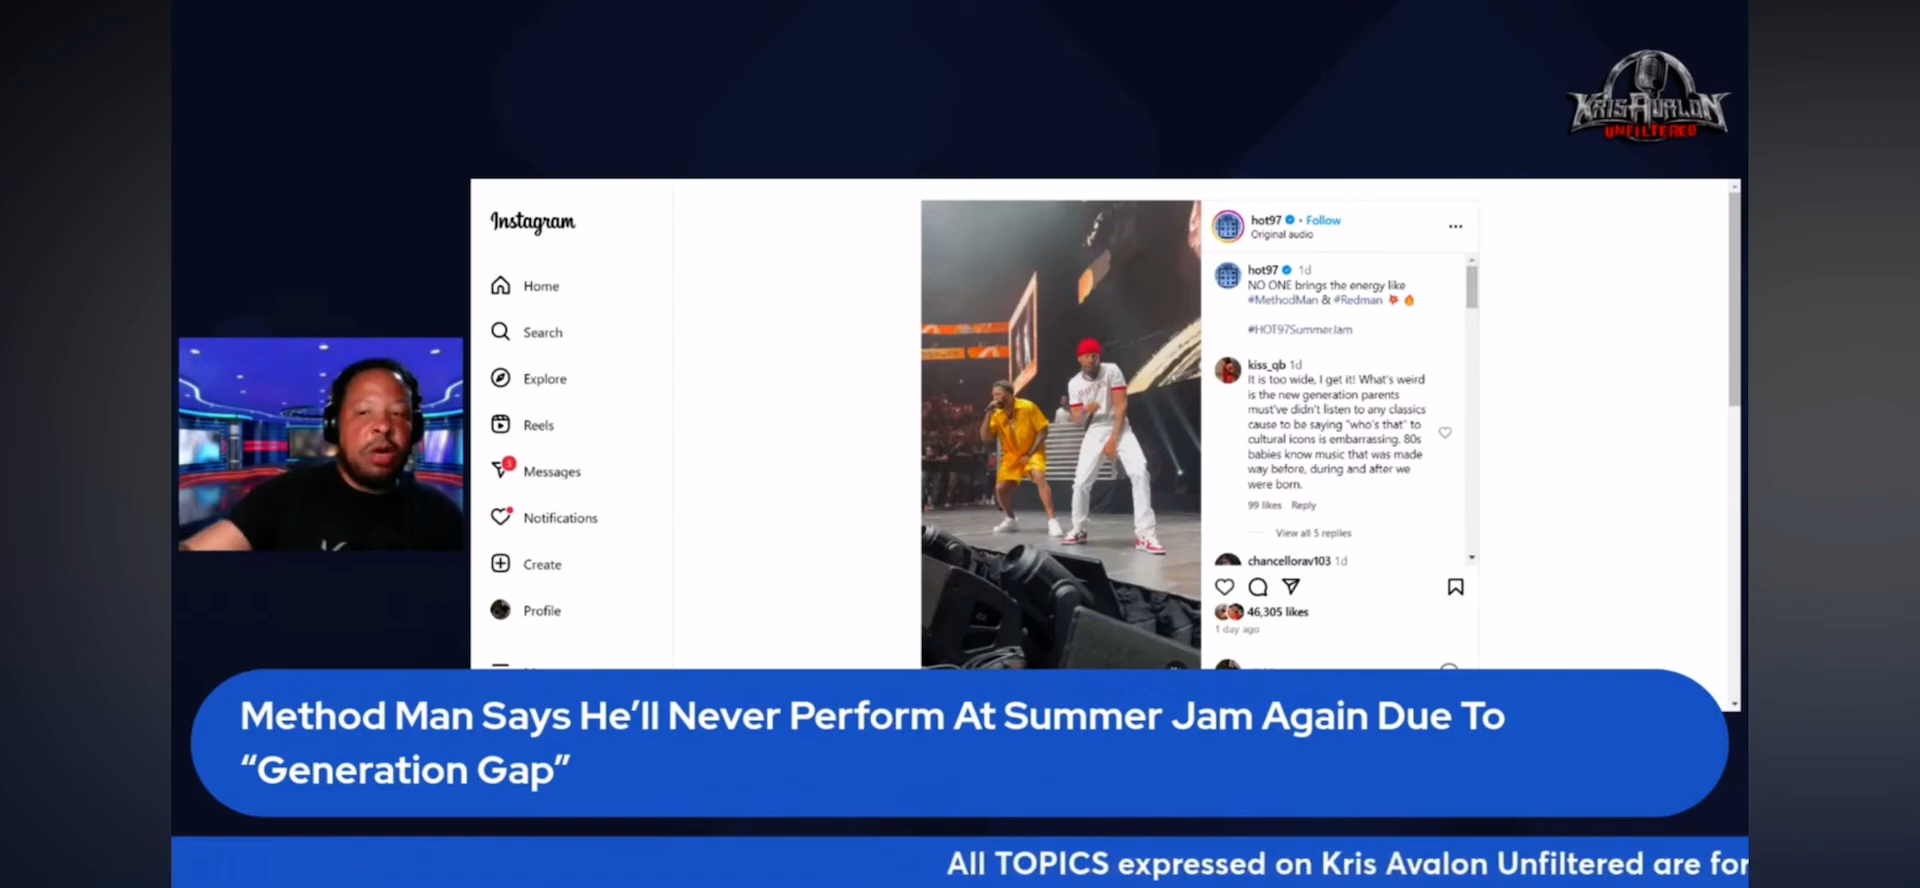 KRIS AVALON
UNFILTERED
Instagram
Home
Search
Explore
Reels
3
Messages
Notifications
Create
Profile
hot97 • Follow
Original audio
hot97 1d
NO ONE brings the energy like
#MethodMan & #Redman
#HOT97SummerJam
kiss_qb 1d
It is too wide, I get it! What's weird
is the new generation parents
must've didn't listen to any classics
cause to be saying "who's that" to
cultural icons is embarrassing. 80s
babies know music that was made
way before, during and after we
were born.
99 likes Reply
View all 5 replies
chancellorav103 1d
46,305 likes
1 day ago
Method Man Says He'll Never Perform At Summer Jam Again Due To
“Generation Gap”
All TOPICS expressed on Kris Avalon Unfiltered are for